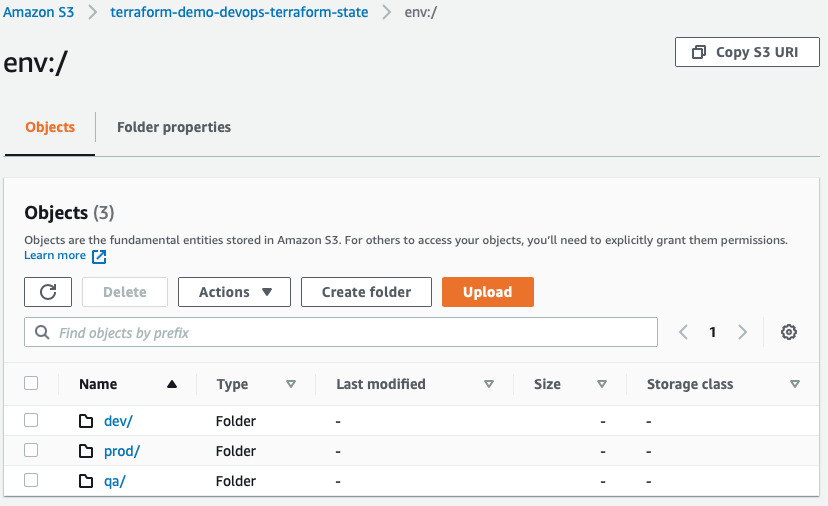 Amazon S3 > terraform-demo-devops-terraform-state > env:/
env:/
Copy S3 URI
Objects
Folder properties
Objects (3)
Objects are the fundamental entities stored in Amazon S3. For others to access your objects, you'll need to explicitly grant them permissions.
Learn more
Delete
Actions
Create folder
Upload
Find objects by prefix
1
Name Type Last modified Size Storage class
dev/ Folder - - -
prod/ Folder - - -
qa/ Folder - - -